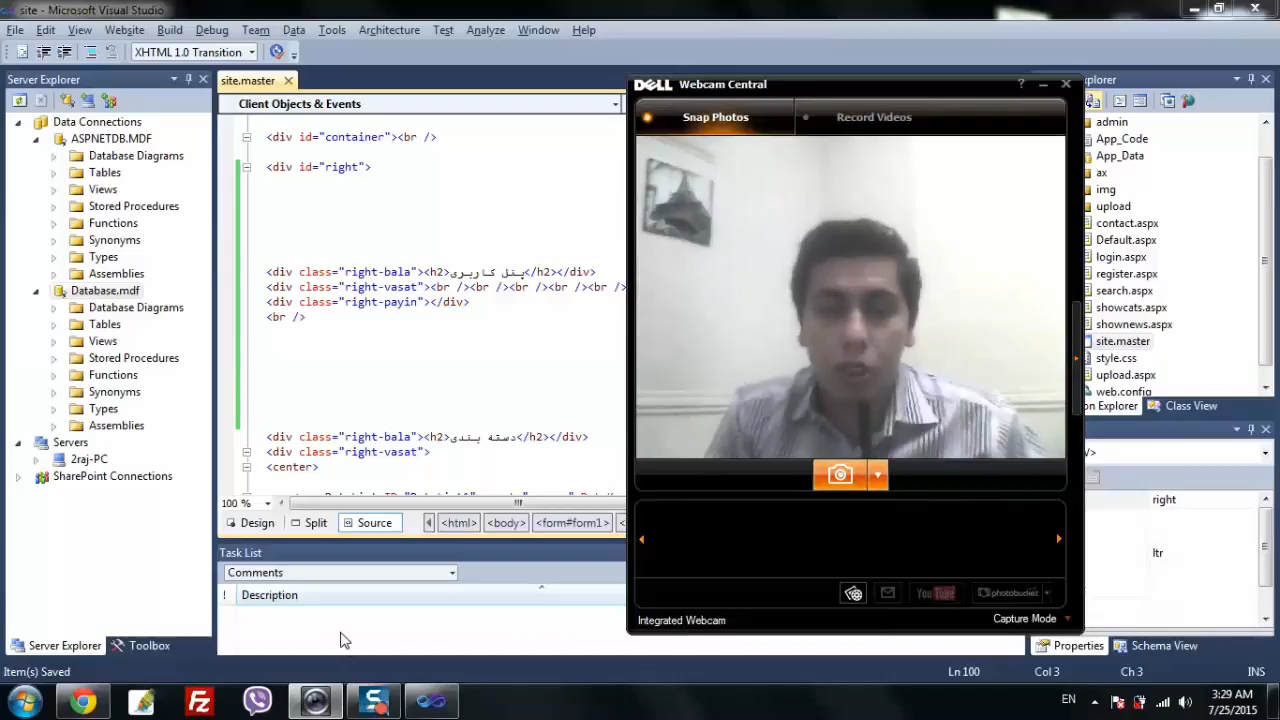 site - Microsoft Visual Studio
File Edit View Website Build Debug Team Data Tools Architecture Test Analyze Window Help
XHTML 1.0 Transition
Server Explorer
Data Connections
ASPNETDB.MDF
Database Diagrams
Tables
Views
Stored Procedures
Functions
Synonyms
Types
Assemblies
Database.mdf
Database Diagrams
Tables
Views
Stored Procedures
Functions
Synonyms
Types
Assemblies
Servers
2raj-PC
SharePoint Connections
Server Explorer Toolbox
site.master
Client Objects & Events
<div id="container"><br />
<div id="right">
<div class="right-bala"><h2>پنل کاربری</h2></div>
<div class="right-vasat"><br /><br /><br /><br /><br />
<div class="right-payin"></div>
<br />
<div class="right-bala"><h2>دسته بندی</h2></div>
<div class="right-vasat">
<center>
100 %
Design Split Source <html> <body> <form#form1>
Task List
Comments
! Description
DELL Webcam Central ?
Snap Photos Record Videos
You Tube photobucket
Integrated Webcam Capture Mode
xplorer
admin
App_Code
App_Data
ax
img
upload
contact.aspx
Default.aspx
login.aspx
register.aspx
search.aspx
showcats.aspx
shownews.aspx
site.master
style.css
upload.aspx
web.config
on Explorer Class View
V>
right
ltr
Properties Schema View
Item(s) Saved Ln 100 Col 3 Ch 3 INS
EN 3:29 AM
7/25/2015